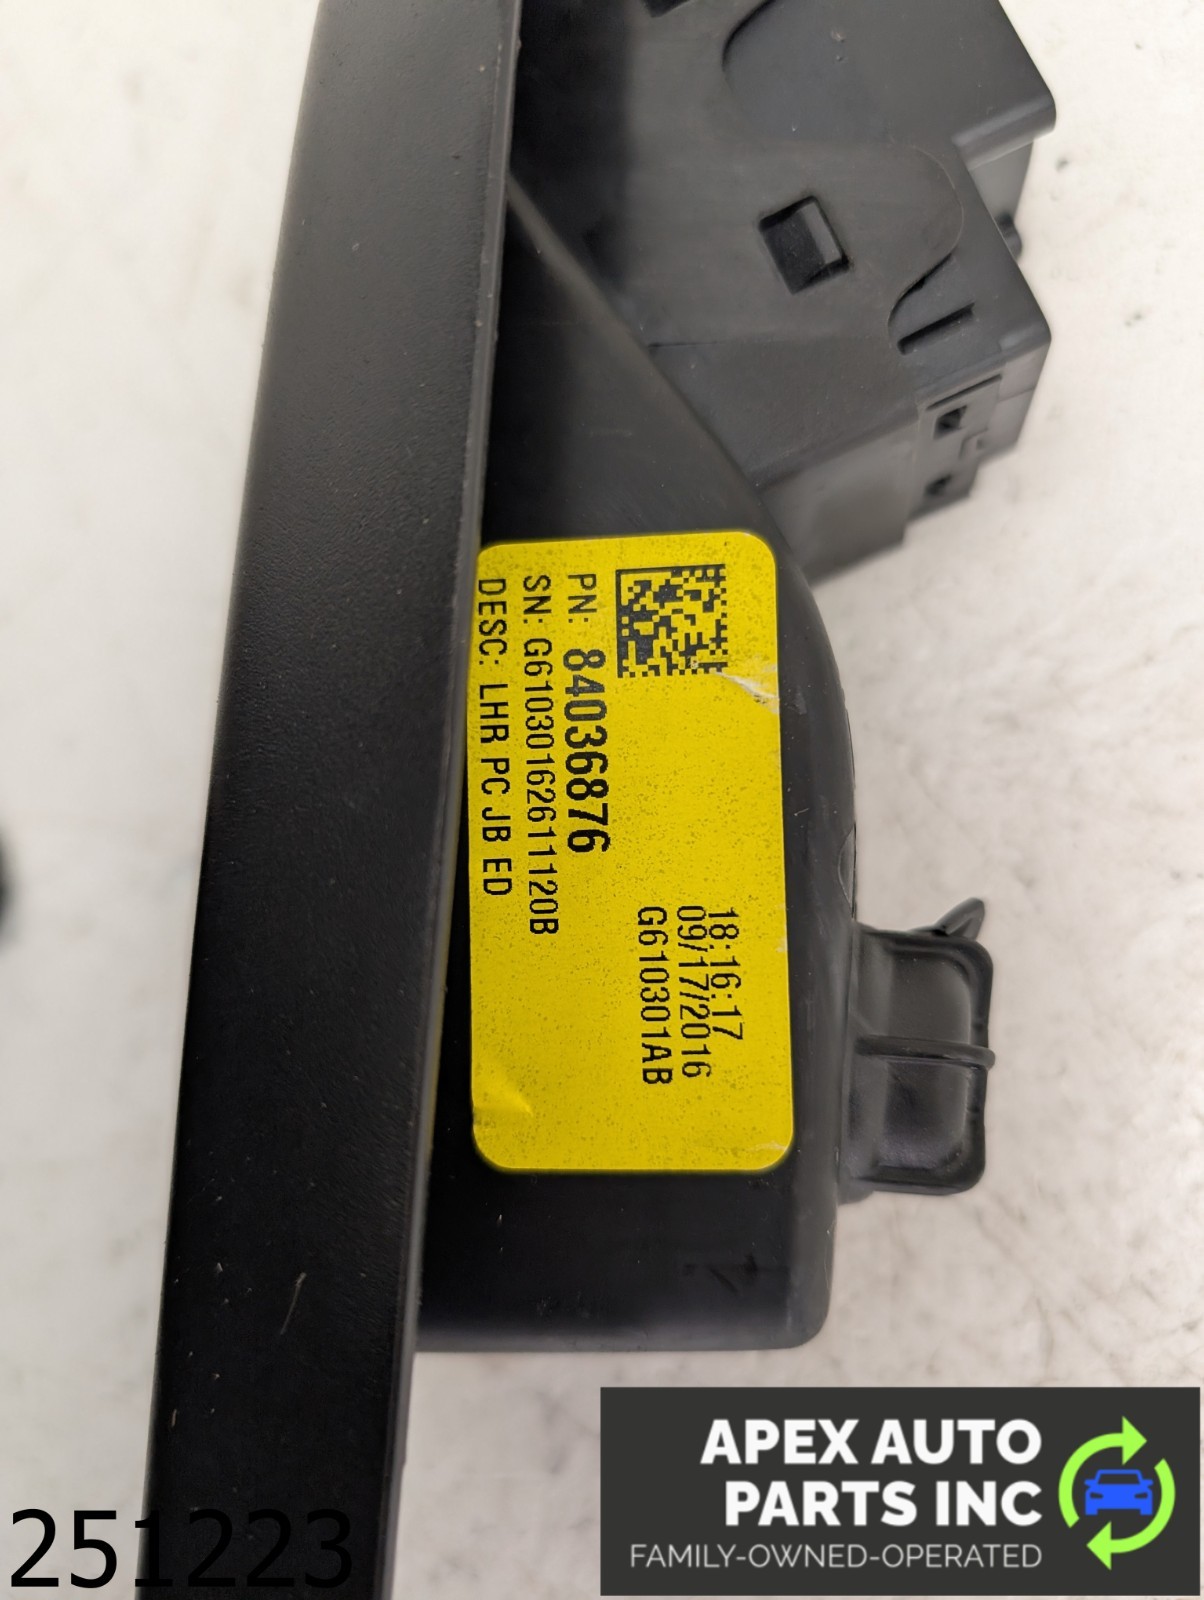 PN: 84036876
SN: G6103016261120B
DESC: LHR PC JB ED
18:16:17
09/17/2016
G610301AB
251223
APEX AUTO
PARTS INC
FAMILY-OWNED-OPERATED